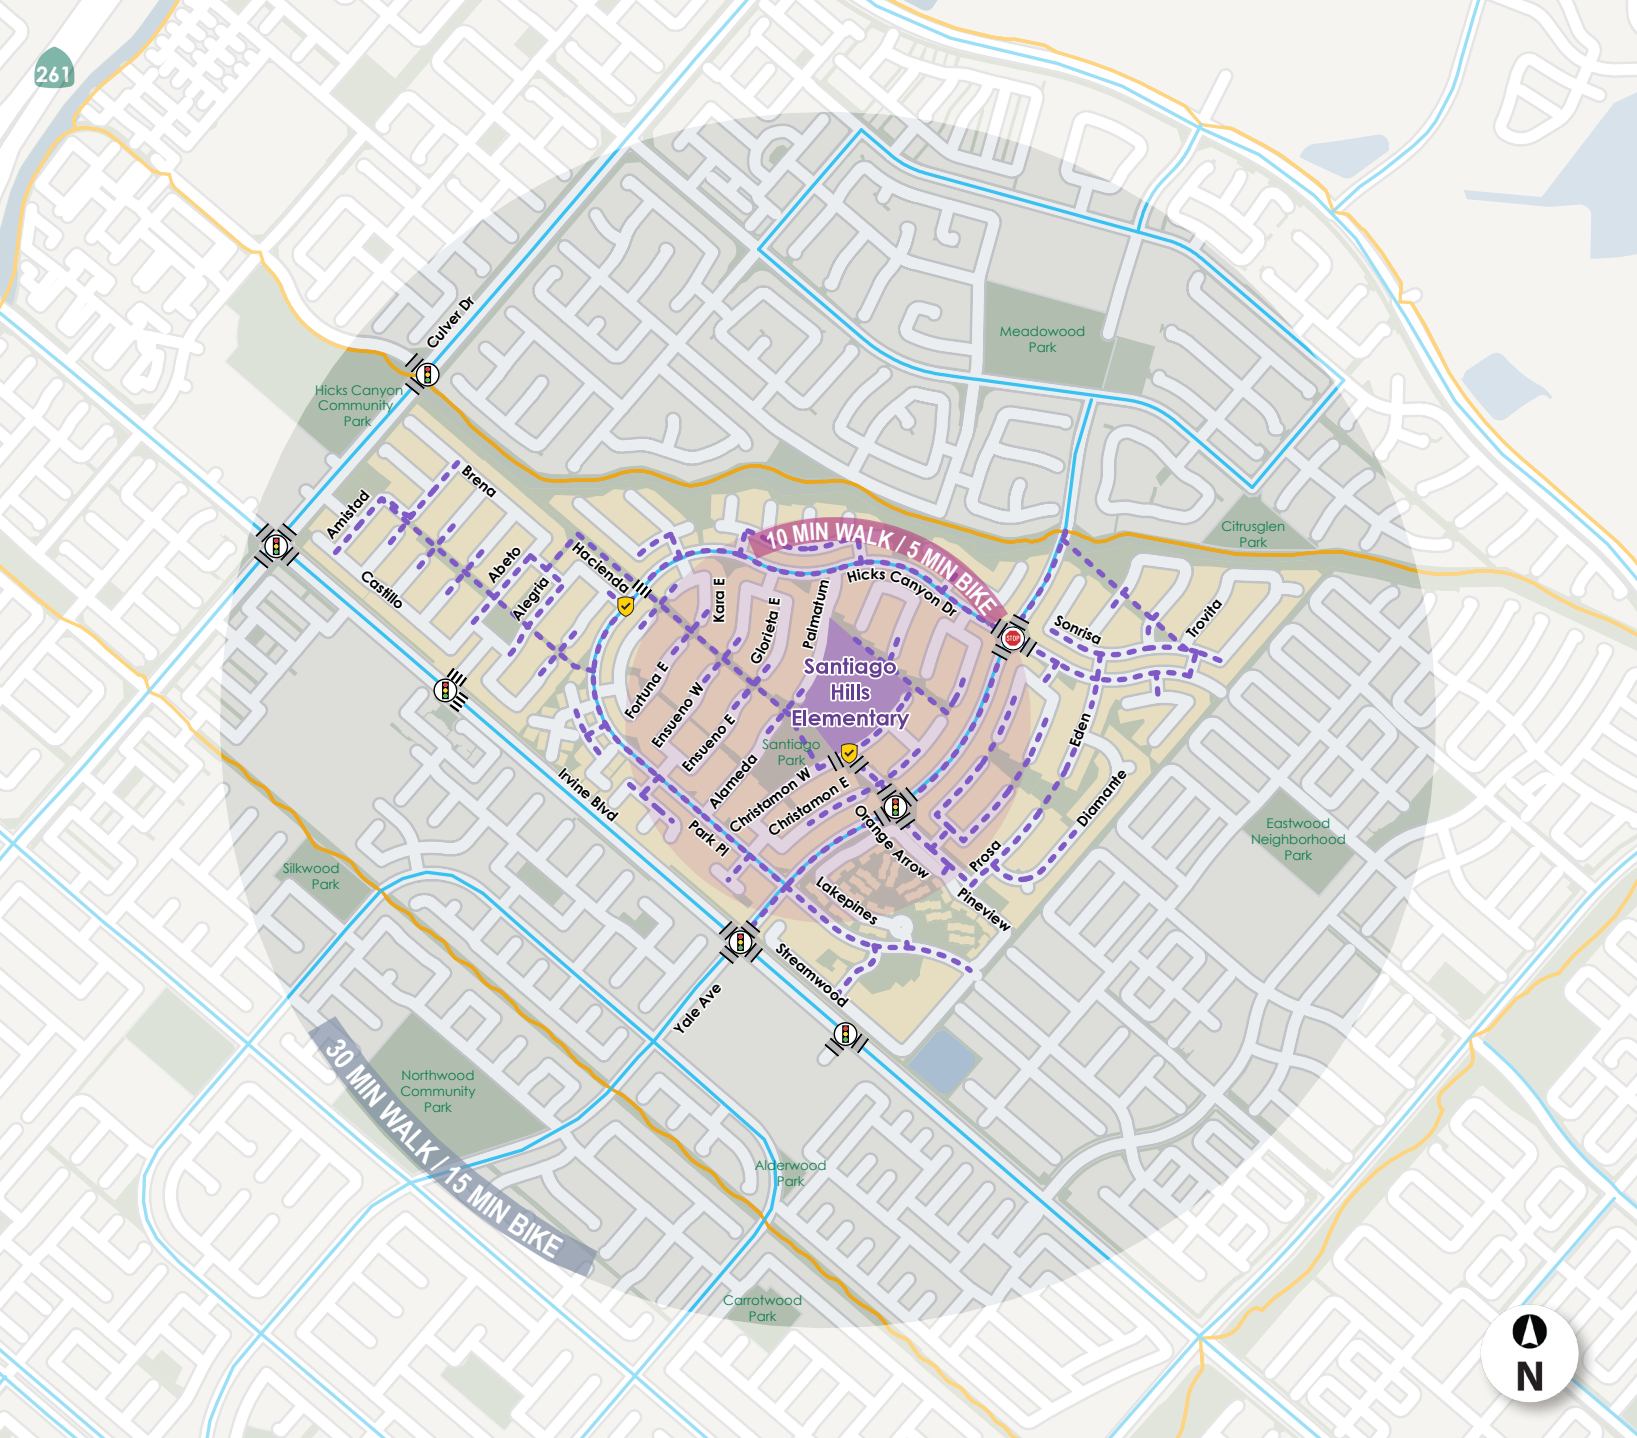 261
Culver Dr
Meadowood
Park
Hicks Canyon
Community
Park
Brena
Amistad
Citrusglen
Park
10 MIN WALK / 5 MIN BIKE
Hacienda
Abeto
Alegria
Castillo
Kara E
Glorieta E
Palmatum
Hicks Canyon Dr
STOP
Sonrisa
Trovita
Santiago
Hills
Elementary
Fortuna E
Ensueno W
Ensueno E
Alameda
Santiago
Park
Christamon W
Christamon E
Eden
Diamante
Irvine Blvd
Park Pl
Orange Arrow
Prosa
Pineview
Lakepines
Eastwood
Neighborhood
Park
Silkwood
Park
Streamwood
Yale Ave
30 MIN WALK / 15 MIN BIKE
Northwood
Community
Park
Alderwood
Park
Carrotwood
Park
N